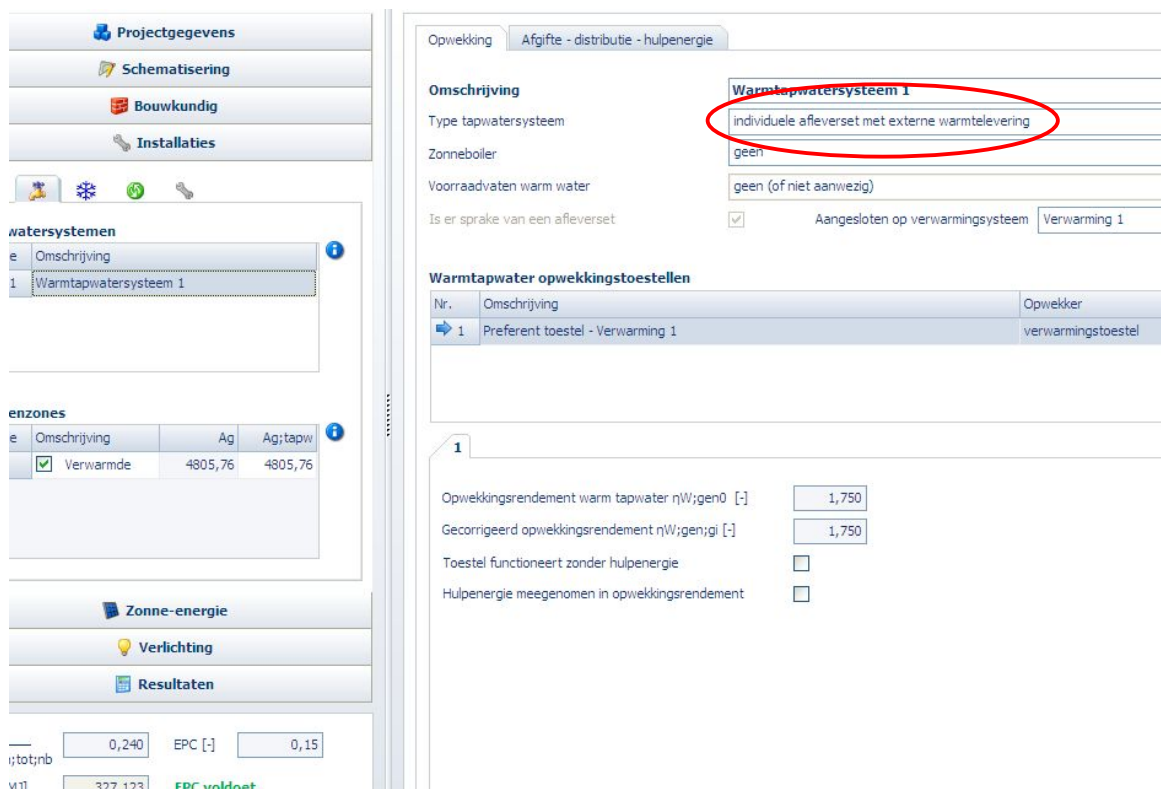 Projectgegevens
Schematisering
Bouwkundig
Installaties
watersystemen
e Omschrijving
1 Warmtapwatersysteem 1
enzones
e Omschrijving Ag Ag;tapw
Verwarmde 4805,76 4805,76
Zonne-energie
Verlichting
Resultaten
;tot;nb 0,240 EPC [-] 0,15
327.123 EPC voldoet
Opwekking Afgifte - distributie - hulpenergie
Omschrijving Warmtapwatersysteem 1
Type tapwatersysteem individuele afleverset met externe warmtelevering
Zonneboiler geen
Voorraadvaten warm water geen (of niet aanwezig)
Is er sprake van een afleverset Aangesloten op verwarmingsysteem Verwarming 1
Warmtapwater opwekkingstoestellen
Nr. Omschrijving Opwekker
1 Preferent toestel - Verwarming 1 verwarmingstoestel
1
Opwekkingsrendement warm tapwater ηW;gen0 [-] 1,750
Gecorrigeerd opwekkingsrendement ηW;gen;gi [-] 1,750
Toestel functioneert zonder hulpenergie
Hulpenergie meegenomen in opwekkingsrendement